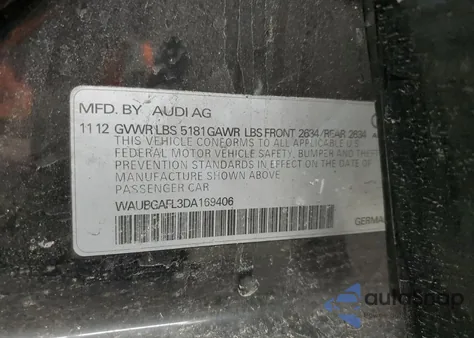 MFD. BY AUDI AG
11 12 GVWR LBS 5181 GAWR LBS FRONT 2634 / REAR 2634
THIS VEHICLE CONFORMS TO ALL APPLICABLE U.S.
FEDERAL MOTOR VEHICLE SAFETY, BUMPER AND THEFT
PREVENTION STANDARDS IN EFFECT ON THE DATE OF
MANUFACTURE SHOWN ABOVE.
PASSENGER CAR
WAUBGAFL3DA169406
GERMA
autosnap